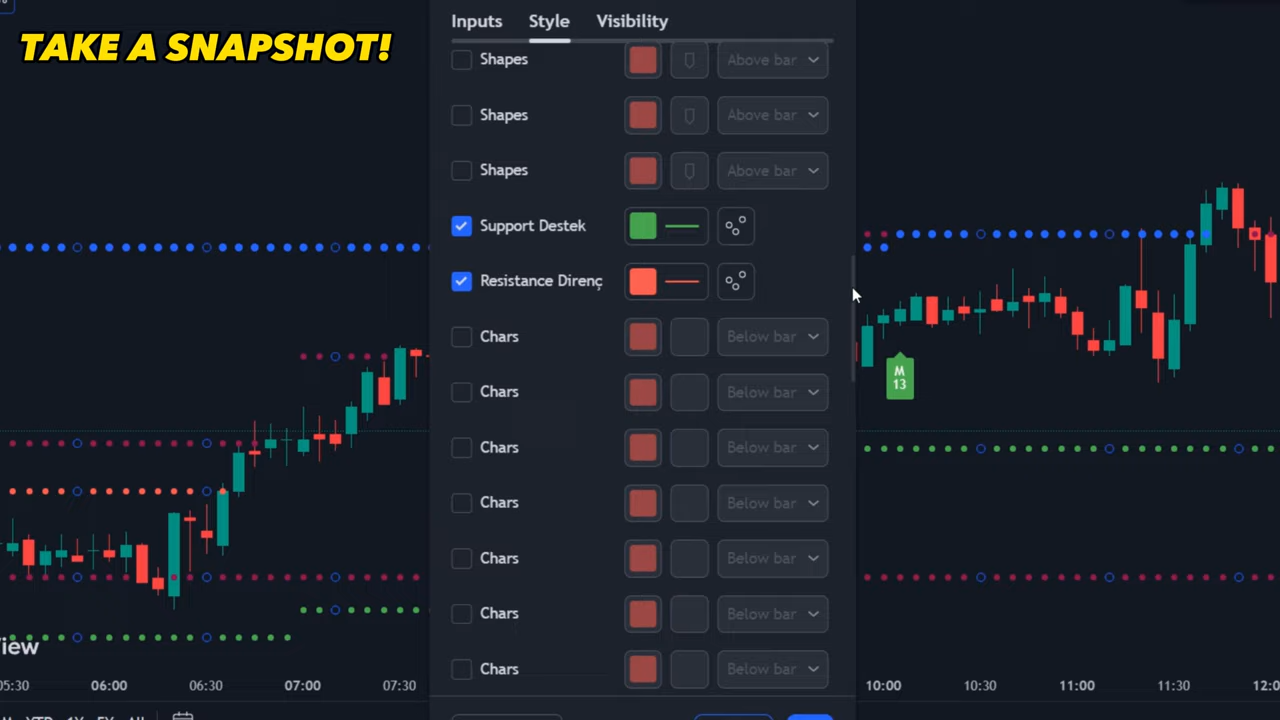 TAKE A SNAPSHOT!
Inputs Style Visibility
Shapes Above bar
Shapes Above bar
Shapes Above bar
Support Destek
Resistance Direnç
Chars Below bar
Chars Below bar
Chars Below bar
Chars Below bar
Chars Below bar
Chars Below bar
Chars Below bar
M
13
iew
05:30 06:00 06:30 07:00 07:30 10:00 10:30 11:00 11:30 12:0